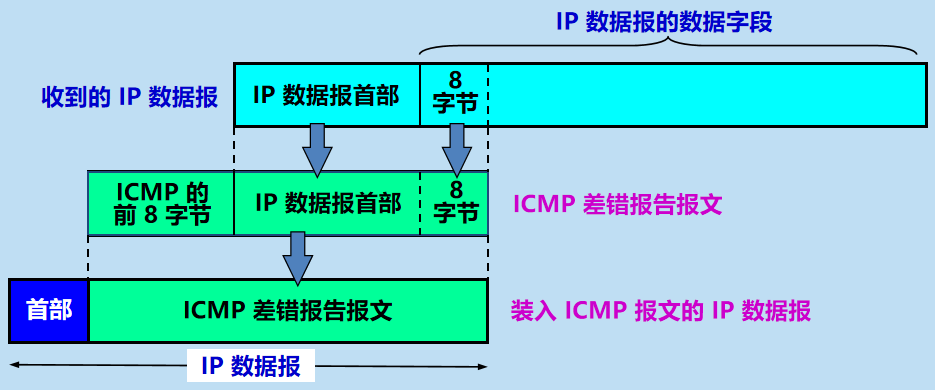 IP 数据报的数据字段
收到的 IP 数据报
IP 数据报首部
8
字节
ICMP 的
前 8 字节
IP 数据报首部
8
字节
ICMP 差错报告报文
首部
ICMP 差错报告报文
装入 ICMP 报文的 IP 数据报
IP 数据报